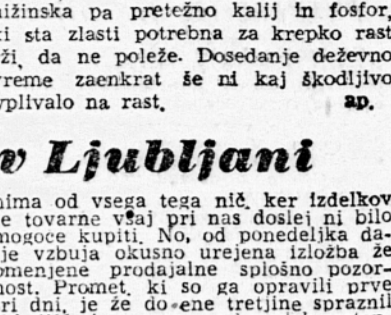 nižinska pa pretežno kalij in fosfor,
ki sta zlasti potrebna za krepko rast
rži, da ne poleže. Dosedanje deževno
vreme zaenkrat še ni kaj škodljivo
vplivalo na rast. ap.
v Ljubljani
nima od vsega tega nič. ker izdelkov
te tovarne vsaj pri nas doslej ni bilo
mogoce kupiti. No, od ponedeljka da-
lje vzbuja okusno urejena izložba že
omenjene prodajalne splošno pozor-
nost. Promet, ki so ga opravili prve
tri dni, je že do ene tretjine spraznil